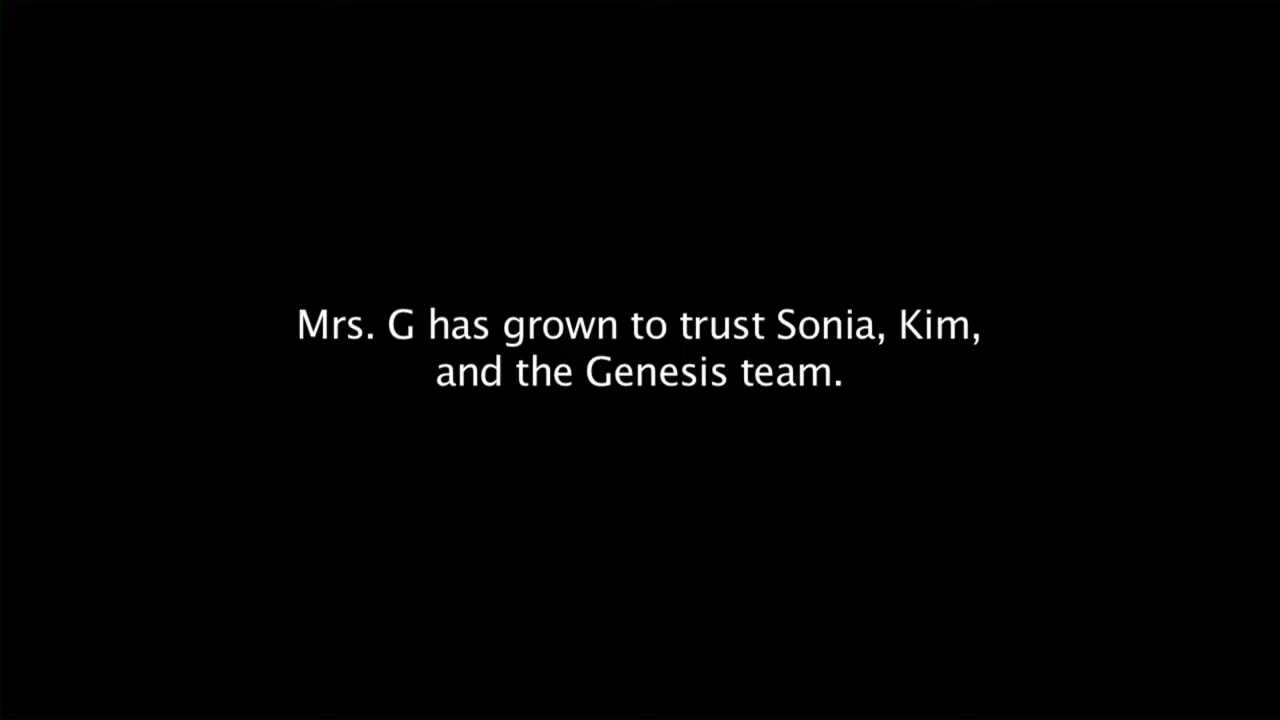 Mrs. G has grown to trust Sonia, Kim,
and the Genesis team.